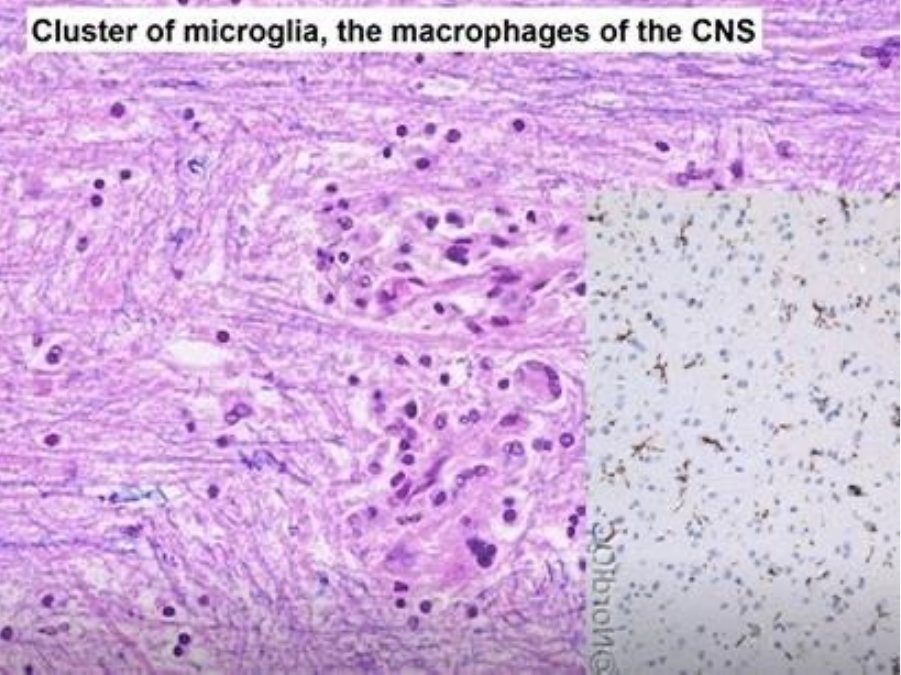 Cluster of microglia, the macrophages of the CNS